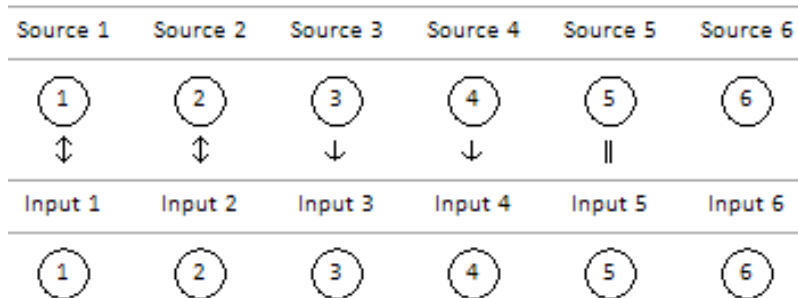 Source 1 Source 2 Source 3 Source 4 Source 5 Source 6
1 2 3 4 5 6
↕ ↕ ↓ ↓ ‖
Input 1 Input 2 Input 3 Input 4 Input 5 Input 6
1 2 3 4 5 6